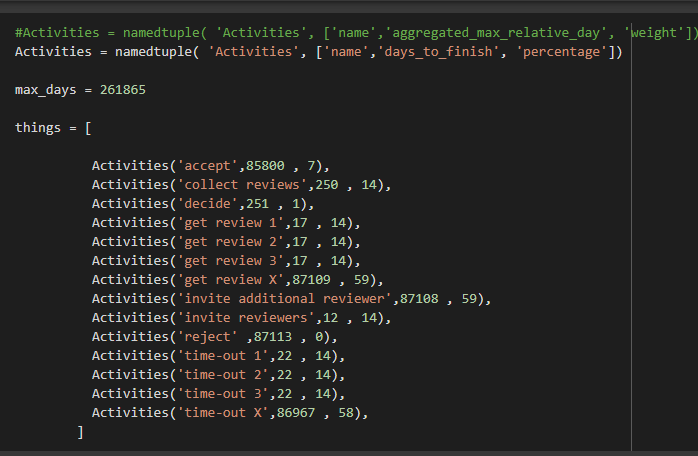 #Activities = namedtuple( 'Activities', ['name','aggregated_max_relative_day', 'weight'])
Activities = namedtuple( 'Activities', ['name','days_to_finish', 'percentage'])
max_days = 261865
things = [
Activities('accept',85800 , 7),
Activities('collect reviews',250 , 14),
Activities('decide',251 , 1),
Activities('get review 1',17 , 14),
Activities('get review 2',17 , 14),
Activities('get review 3',17 , 14),
Activities('get review X',87109 , 59),
Activities('invite additional reviewer',87108 , 59),
Activities('invite reviewers',12 , 14),
Activities('reject' ,87113 , 0),
Activities('time-out 1',22 , 14),
Activities('time-out 2',22 , 14),
Activities('time-out 3',22 , 14),
Activities('time-out X',86967 , 58),
]